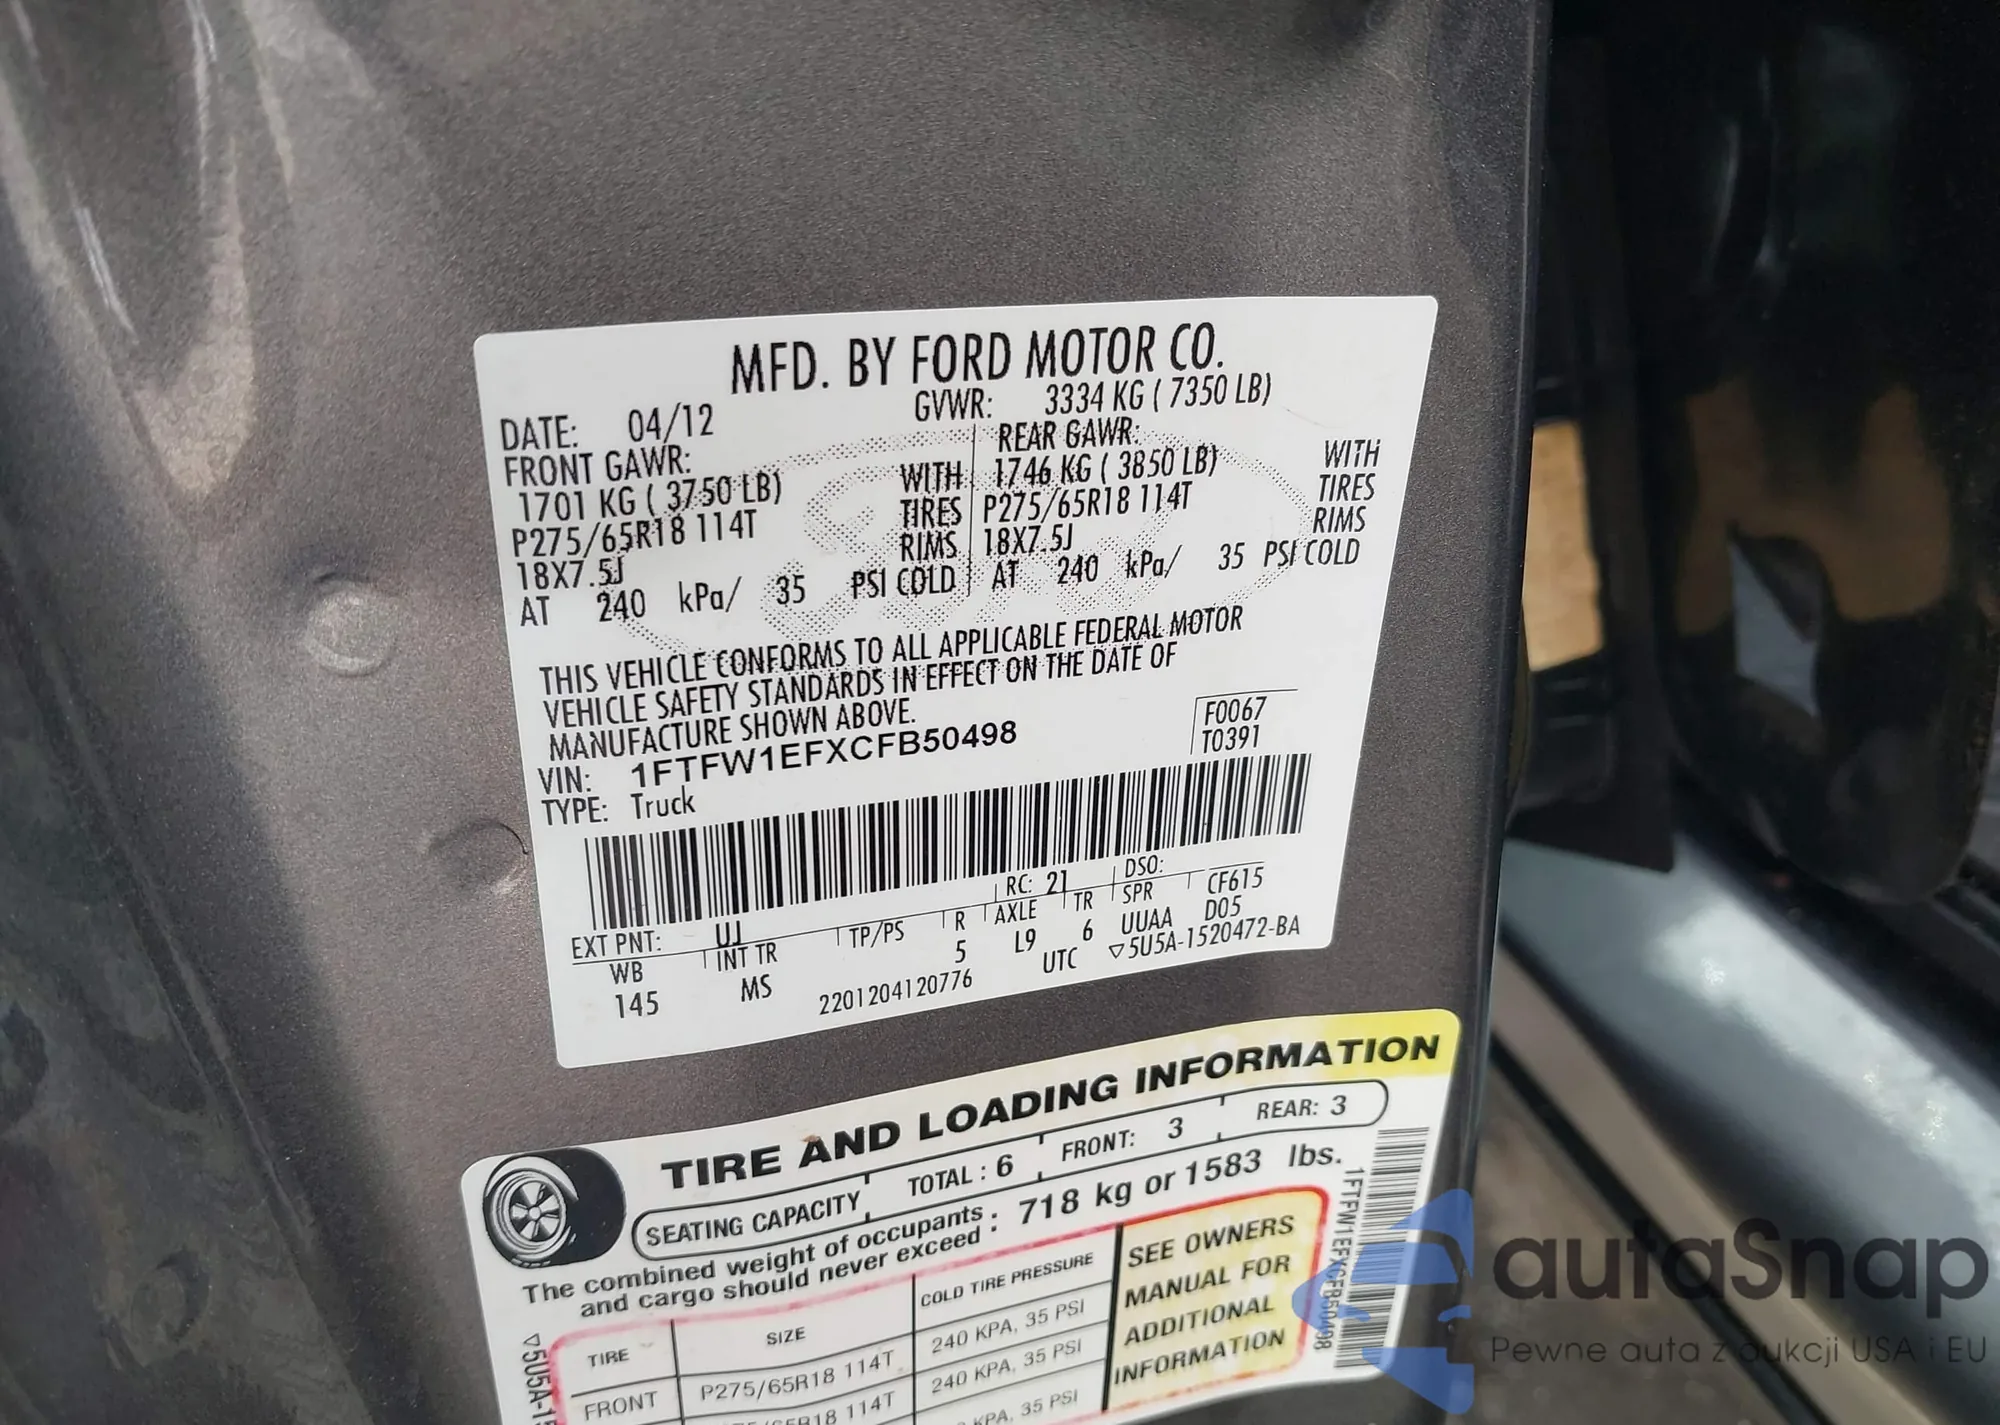 MFD. BY FORD MOTOR CO.
DATE: 04/12 GVWR: 3334 KG ( 7350 LB)
FRONT GAWR: REAR GAWR:
1701 KG ( 3750 LB) WITH 1746 KG ( 3850 LB) WITH
P275/65R18 114T TIRES P275/65R18 114T TIRES
18X7.5J RIMS 18X7.5J RIMS
AT 240 kPa/ 35 PSI COLD AT 240 kPa/ 35 PSI COLD
THIS VEHICLE CONFORMS TO ALL APPLICABLE FEDERAL MOTOR
VEHICLE SAFETY STANDARDS IN EFFECT ON THE DATE OF
MANUFACTURE SHOWN ABOVE.
F0067
VIN: 1FTFW1EFXCFB50498 T0391
TYPE: Truck
EXT PNT: UJ RC: 21 DSO: CF615
WB INT TR TP/PS R AXLE TR SPR D05
145 MS 5 L9 6 UUAA
2201204120776 UTC ▽5U5A-1520472-BA
TIRE AND LOADING INFORMATION
SEATING CAPACITY TOTAL : 6 FRONT: 3 REAR: 3
The combined weight of occupants
and cargo should never exceed : 718 kg or 1583 lbs.
TIRE SIZE COLD TIRE PRESSURE
FRONT P275/65R18 114T 240 KPA, 35 PSI
114T 240 KPA, 35 PSI
KPA, 35 PSI
SEE OWNERS
MANUAL FOR
ADDITIONAL
INFORMATION
1FTFW1EFXCFB50498
autaSnap
Pewne auta z aukcji USA i EU